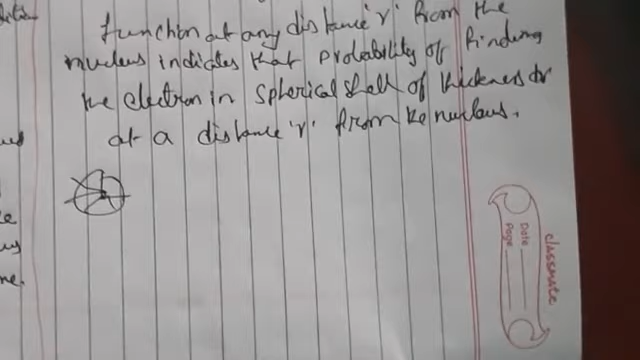 function at any distance 'r' from the
nucleus indicates that probability of finding
the electron in spherical shell of thickness dr
at a distance 'r' from the nucleus.
ne.
classmate
Date
Page